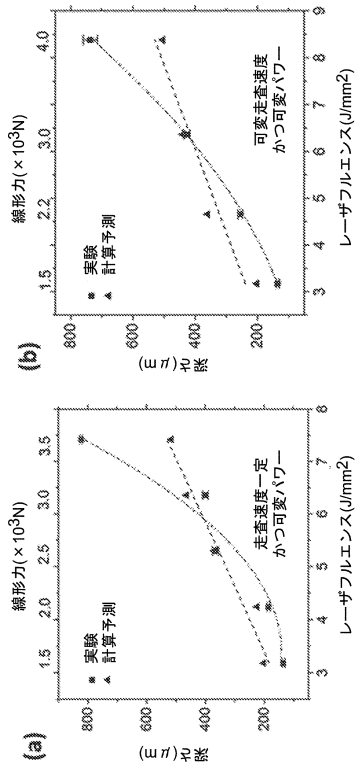 (a)
線形力(×10³N)
1.5 2.0 2.5 3.0 3.5
実験
計算予測
走査速度一定
かつ可変パワー
深さ(μm)
800
600
400
200
3 4 5 6 7 8
レーザフルエンス(J/mm2)
(b)
線形力(×10³N)
1.5 2.2 3.0 4.0
実験
計算予測
可変走査速度
かつ可変パワー
深さ(μm)
800
600
400
200
3 4 5 6 7 8 9
レーザフルエンス(J/mm2)